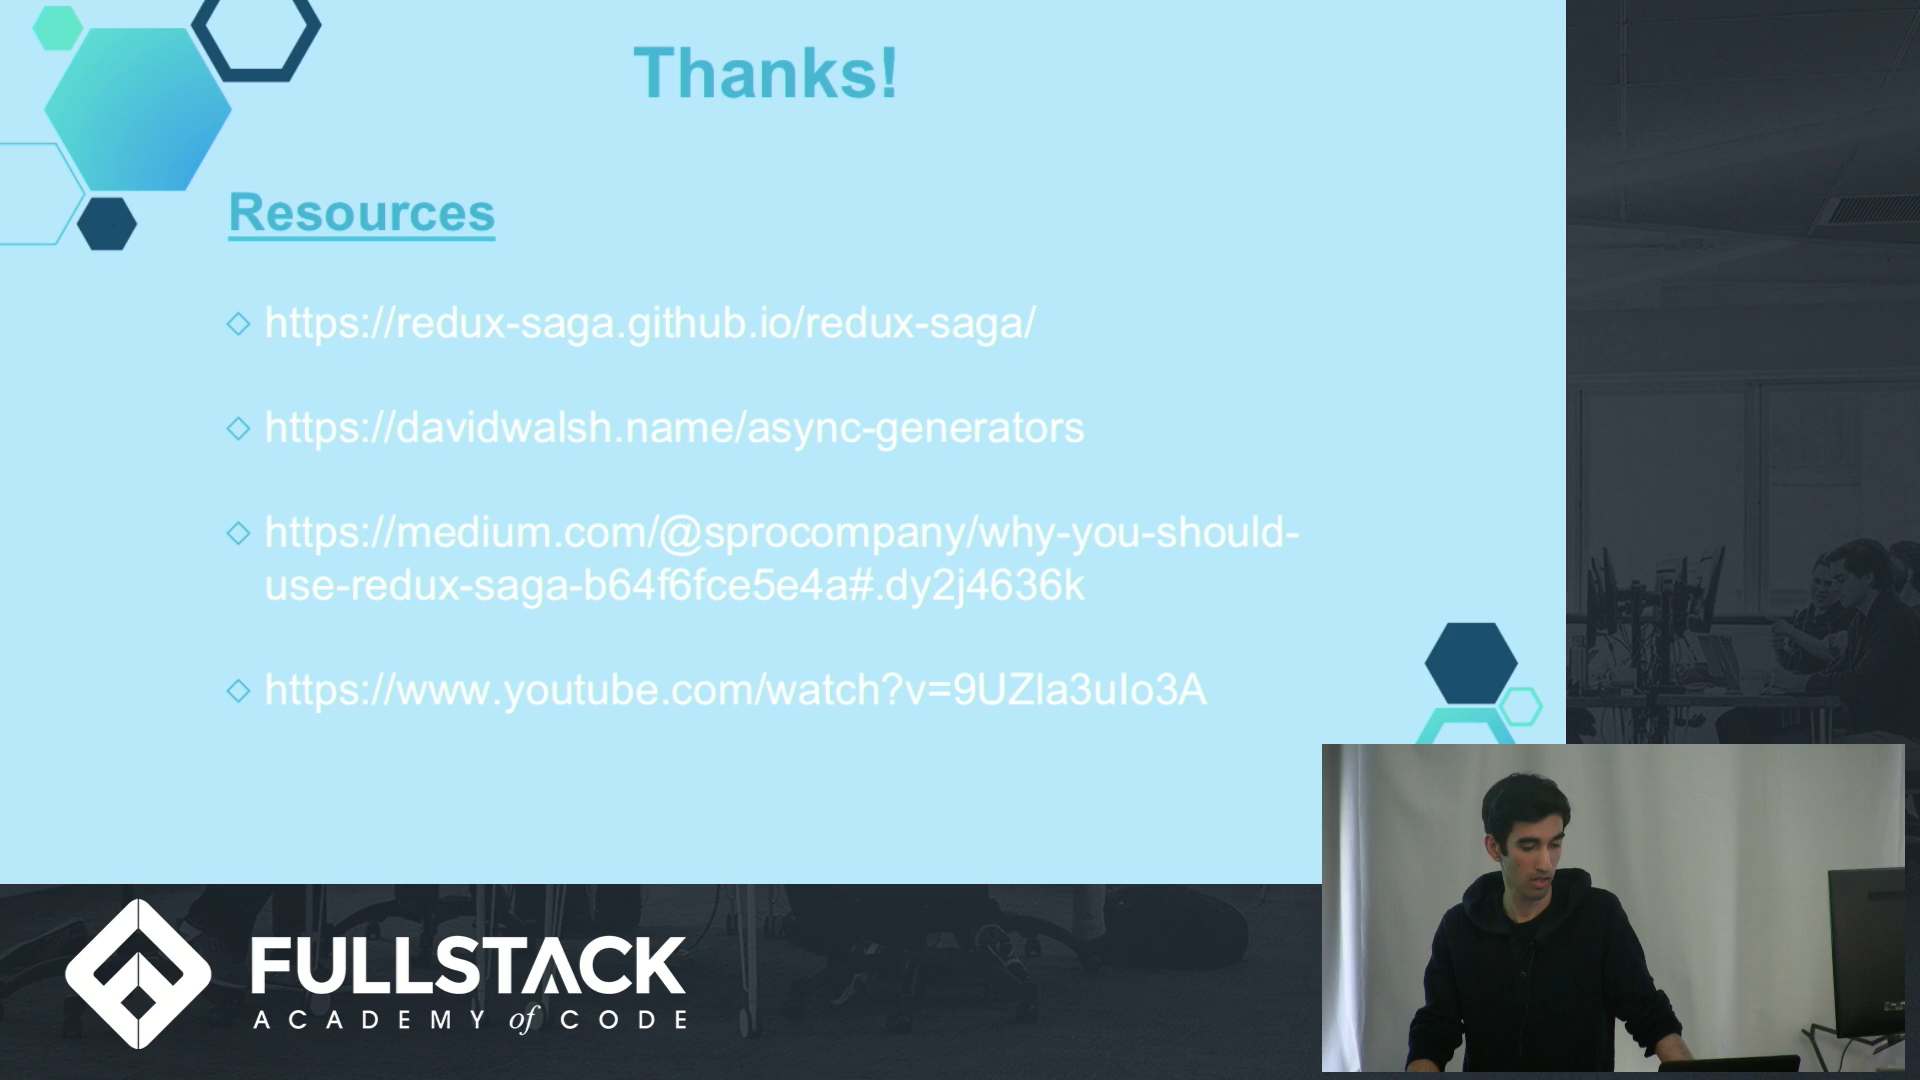 Thanks!
Resources
https://redux-saga.github.io/redux-saga/
https://davidwalsh.name/async-generators
https://medium.com/@sprocompany/why-you-should-
use-redux-saga-b64f6fce5e4a#.dy2j4636k
https://www.youtube.com/watch?v=9UZIa3uIo3A
FULLSTACK
ACADEMY of CODE